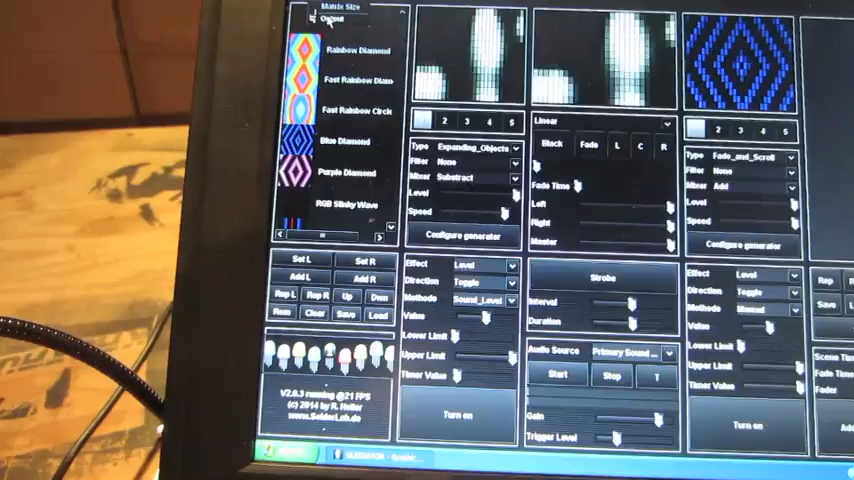 Matrix Size
Output
Rainbow Diamond
Fast Rainbow Diam
Fast Rainbow Circle
Blue Diamond
Purple Diamond
RGB Slinky Wave
Set L Set R
Add L Add R
Rep L Rep R Up Dwn
Rem Clear Save Load
V2.0.3 running @21 FPS
(c) 2014 by R. Heller
www.SolderLab.de
2 3 4 5
Type Expanding_Objects
Filter None
Mixer Substract
Level
Speed
Configure generator
Effect Level
Direction Toggle
Methode Sound_Level
Value
Lower Limit
Upper Limit
Timer Value
Turn on
Linear
Black Fade L C R
Fade Time
Left
Right
Master
Strobe
Interval
Duration
Audio Source Primary Sound ...
Start Stop T
Gain
Trigger Level
2 3 4 5
Type Fade_and_Scroll
Filter None
Mixer Add
Level
Speed
Configure generator
Effect Level
Direction Toggle
Methode Manual
Value
Lower Limit
Upper Limit
Timer Value
Turn on
Rep
Save
Scene Tim
Fade Time
Fader